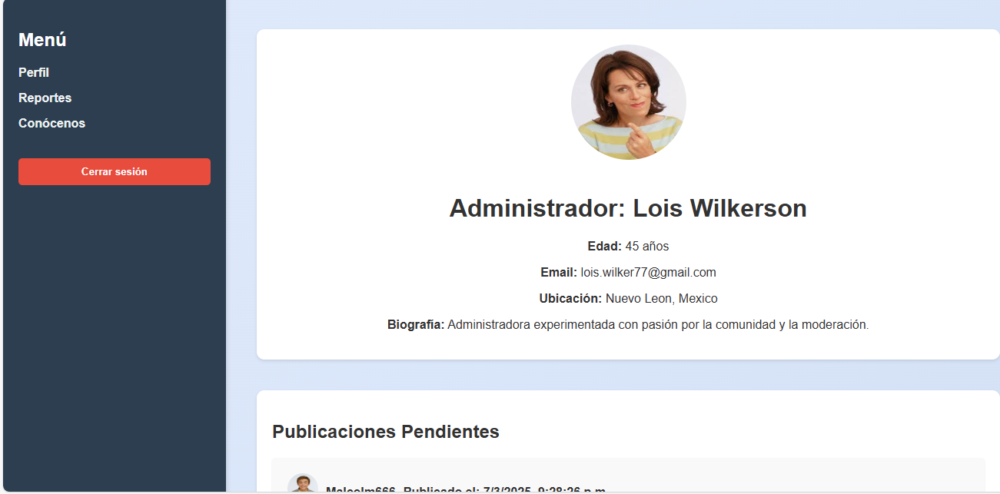 Menú
Perfil
Reportes
Conócenos
Cerrar sesión
Administrador: Lois Wilkerson
Edad: 45 años
Email: lois.wilker77@gmail.com
Ubicación: Nuevo Leon, Mexico
Biografía: Administradora experimentada con pasión por la comunidad y la moderación.
Publicaciones Pendientes
Malcolm666 Publicado el: 7/3/2025, 9:28:26 p.m.